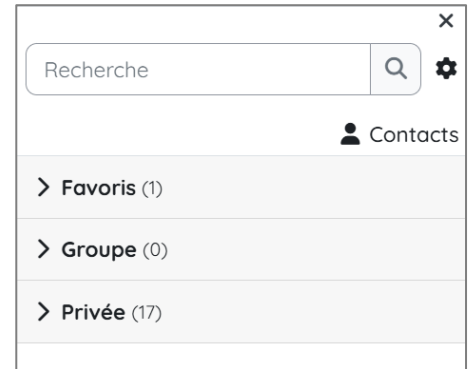 Recherche
Contacts
Favoris (1)
Groupe (0)
Privée (17)